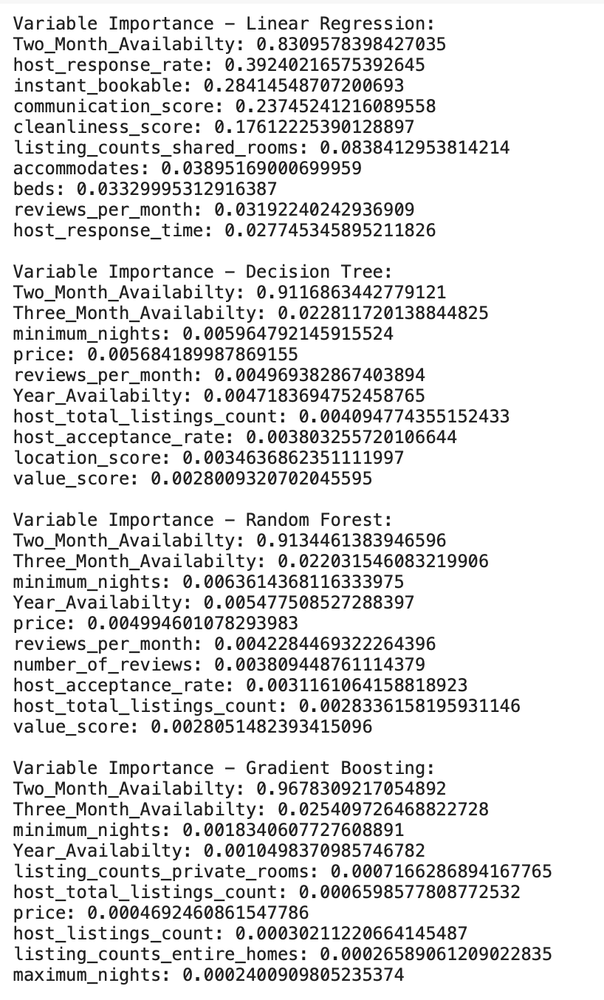 Variable Importance – Linear Regression:
Two_Month_Availabilty: 0.8309578398427035
host_response_rate: 0.39240216575392645
instant_bookable: 0.28414548707200693
communication_score: 0.23745241216089558
cleanliness_score: 0.17612225390128897
listing_counts_shared_rooms: 0.0838412953814214
accommodates: 0.03895169000699959
beds: 0.03329995312916387
reviews_per_month: 0.03192240242936909
host_response_time: 0.027745345895211826

Variable Importance – Decision Tree:
Two_Month_Availabilty: 0.9116863442779121
Three_Month_Availabilty: 0.022811720138844825
minimum_nights: 0.005964792145915524
price: 0.005684189987869155
reviews_per_month: 0.004969382867403894
Year_Availabilty: 0.0047183694752458765
host_total_listings_count: 0.004094774355152433
host_acceptance_rate: 0.003803255720106644
location_score: 0.0034636862351111997
value_score: 0.0028009320702045595

Variable Importance – Random Forest:
Two_Month_Availabilty: 0.9134461383946596
Three_Month_Availabilty: 0.022031546083219906
minimum_nights: 0.0063614368116333975
Year_Availabilty: 0.005477508527288397
price: 0.004994601078293983
reviews_per_month: 0.0042284469322264396
number_of_reviews: 0.003809448761114379
host_acceptance_rate: 0.0031161064158818923
host_total_listings_count: 0.0028336158195931146
value_score: 0.0028051482393415096

Variable Importance – Gradient Boosting:
Two_Month_Availabilty: 0.9678309217054892
Three_Month_Availabilty: 0.025409726468822728
minimum_nights: 0.0018340607727608891
Year_Availabilty: 0.0010498370985746782
listing_counts_private_rooms: 0.0007166286894167765
host_total_listings_count: 0.0006598577808772532
price: 0.0004692460861547786
host_listings_count: 0.00030211220664145487
listing_counts_entire_homes: 0.00026589061209022835
maximum_nights: 0.0002400909805235374